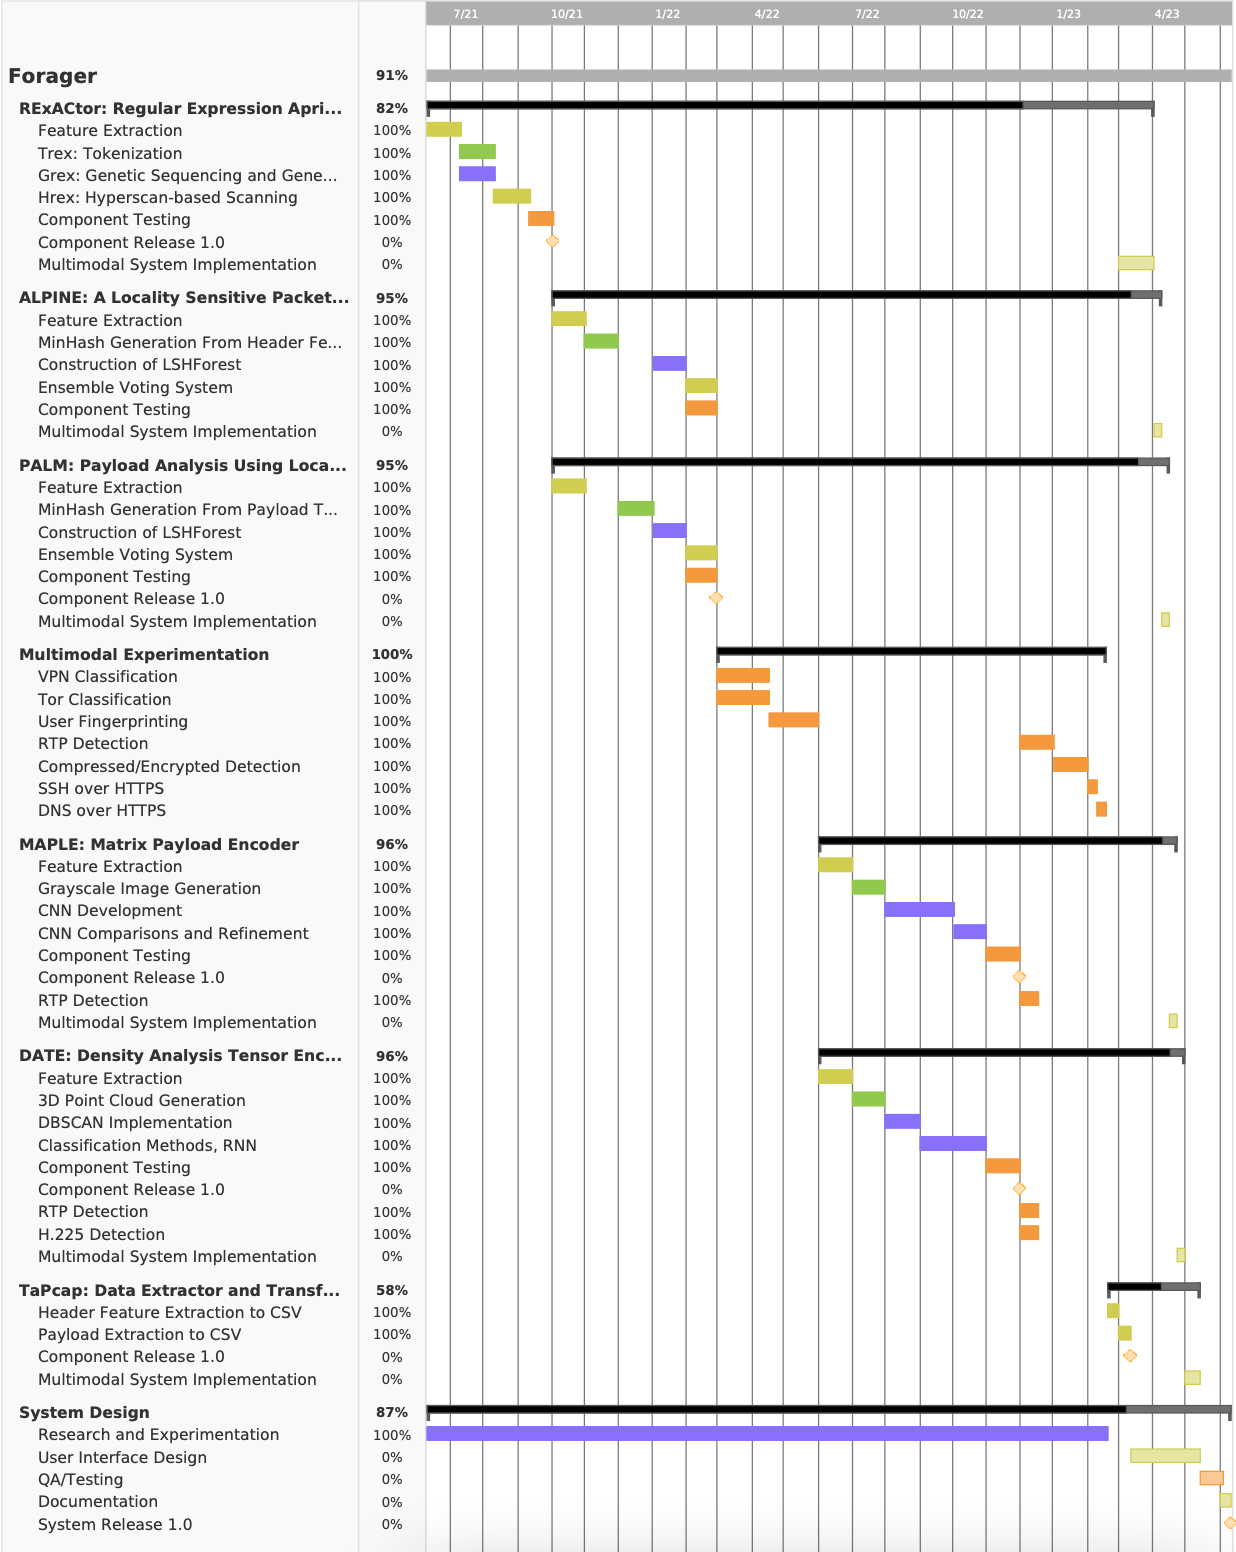 7/21 10/21 1/22 4/22 7/22 10/22 1/23 4/23
Forager 91%
RExACtor: Regular Expression Apri... 82%
Feature Extraction 100%
Trex: Tokenization 100%
Grex: Genetic Sequencing and Gene... 100%
Hrex: Hyperscan-based Scanning 100%
Component Testing 100%
Component Release 1.0 0%
Multimodal System Implementation 0%
ALPINE: A Locality Sensitive Packet... 95%
Feature Extraction 100%
MinHash Generation From Header Fe... 100%
Construction of LSHForest 100%
Ensemble Voting System 100%
Component Testing 100%
Multimodal System Implementation 0%
PALM: Payload Analysis Using Loca... 95%
Feature Extraction 100%
MinHash Generation From Payload T... 100%
Construction of LSHForest 100%
Ensemble Voting System 100%
Component Testing 100%
Component Release 1.0 0%
Multimodal System Implementation 0%
Multimodal Experimentation 100%
VPN Classification 100%
Tor Classification 100%
User Fingerprinting 100%
RTP Detection 100%
Compressed/Encrypted Detection 100%
SSH over HTTPS 100%
DNS over HTTPS 100%
MAPLE: Matrix Payload Encoder 96%
Feature Extraction 100%
Grayscale Image Generation 100%
CNN Development 100%
CNN Comparisons and Refinement 100%
Component Testing 100%
Component Release 1.0 0%
RTP Detection 100%
Multimodal System Implementation 0%
DATE: Density Analysis Tensor Enc... 96%
Feature Extraction 100%
3D Point Cloud Generation 100%
DBSCAN Implementation 100%
Classification Methods, RNN 100%
Component Testing 100%
Component Release 1.0 0%
RTP Detection 100%
H.225 Detection 100%
Multimodal System Implementation 0%
TaPcap: Data Extractor and Transf... 58%
Header Feature Extraction to CSV 100%
Payload Extraction to CSV 100%
Component Release 1.0 0%
Multimodal System Implementation 0%
System Design 87%
Research and Experimentation 100%
User Interface Design 0%
QA/Testing 0%
Documentation 0%
System Release 1.0 0%